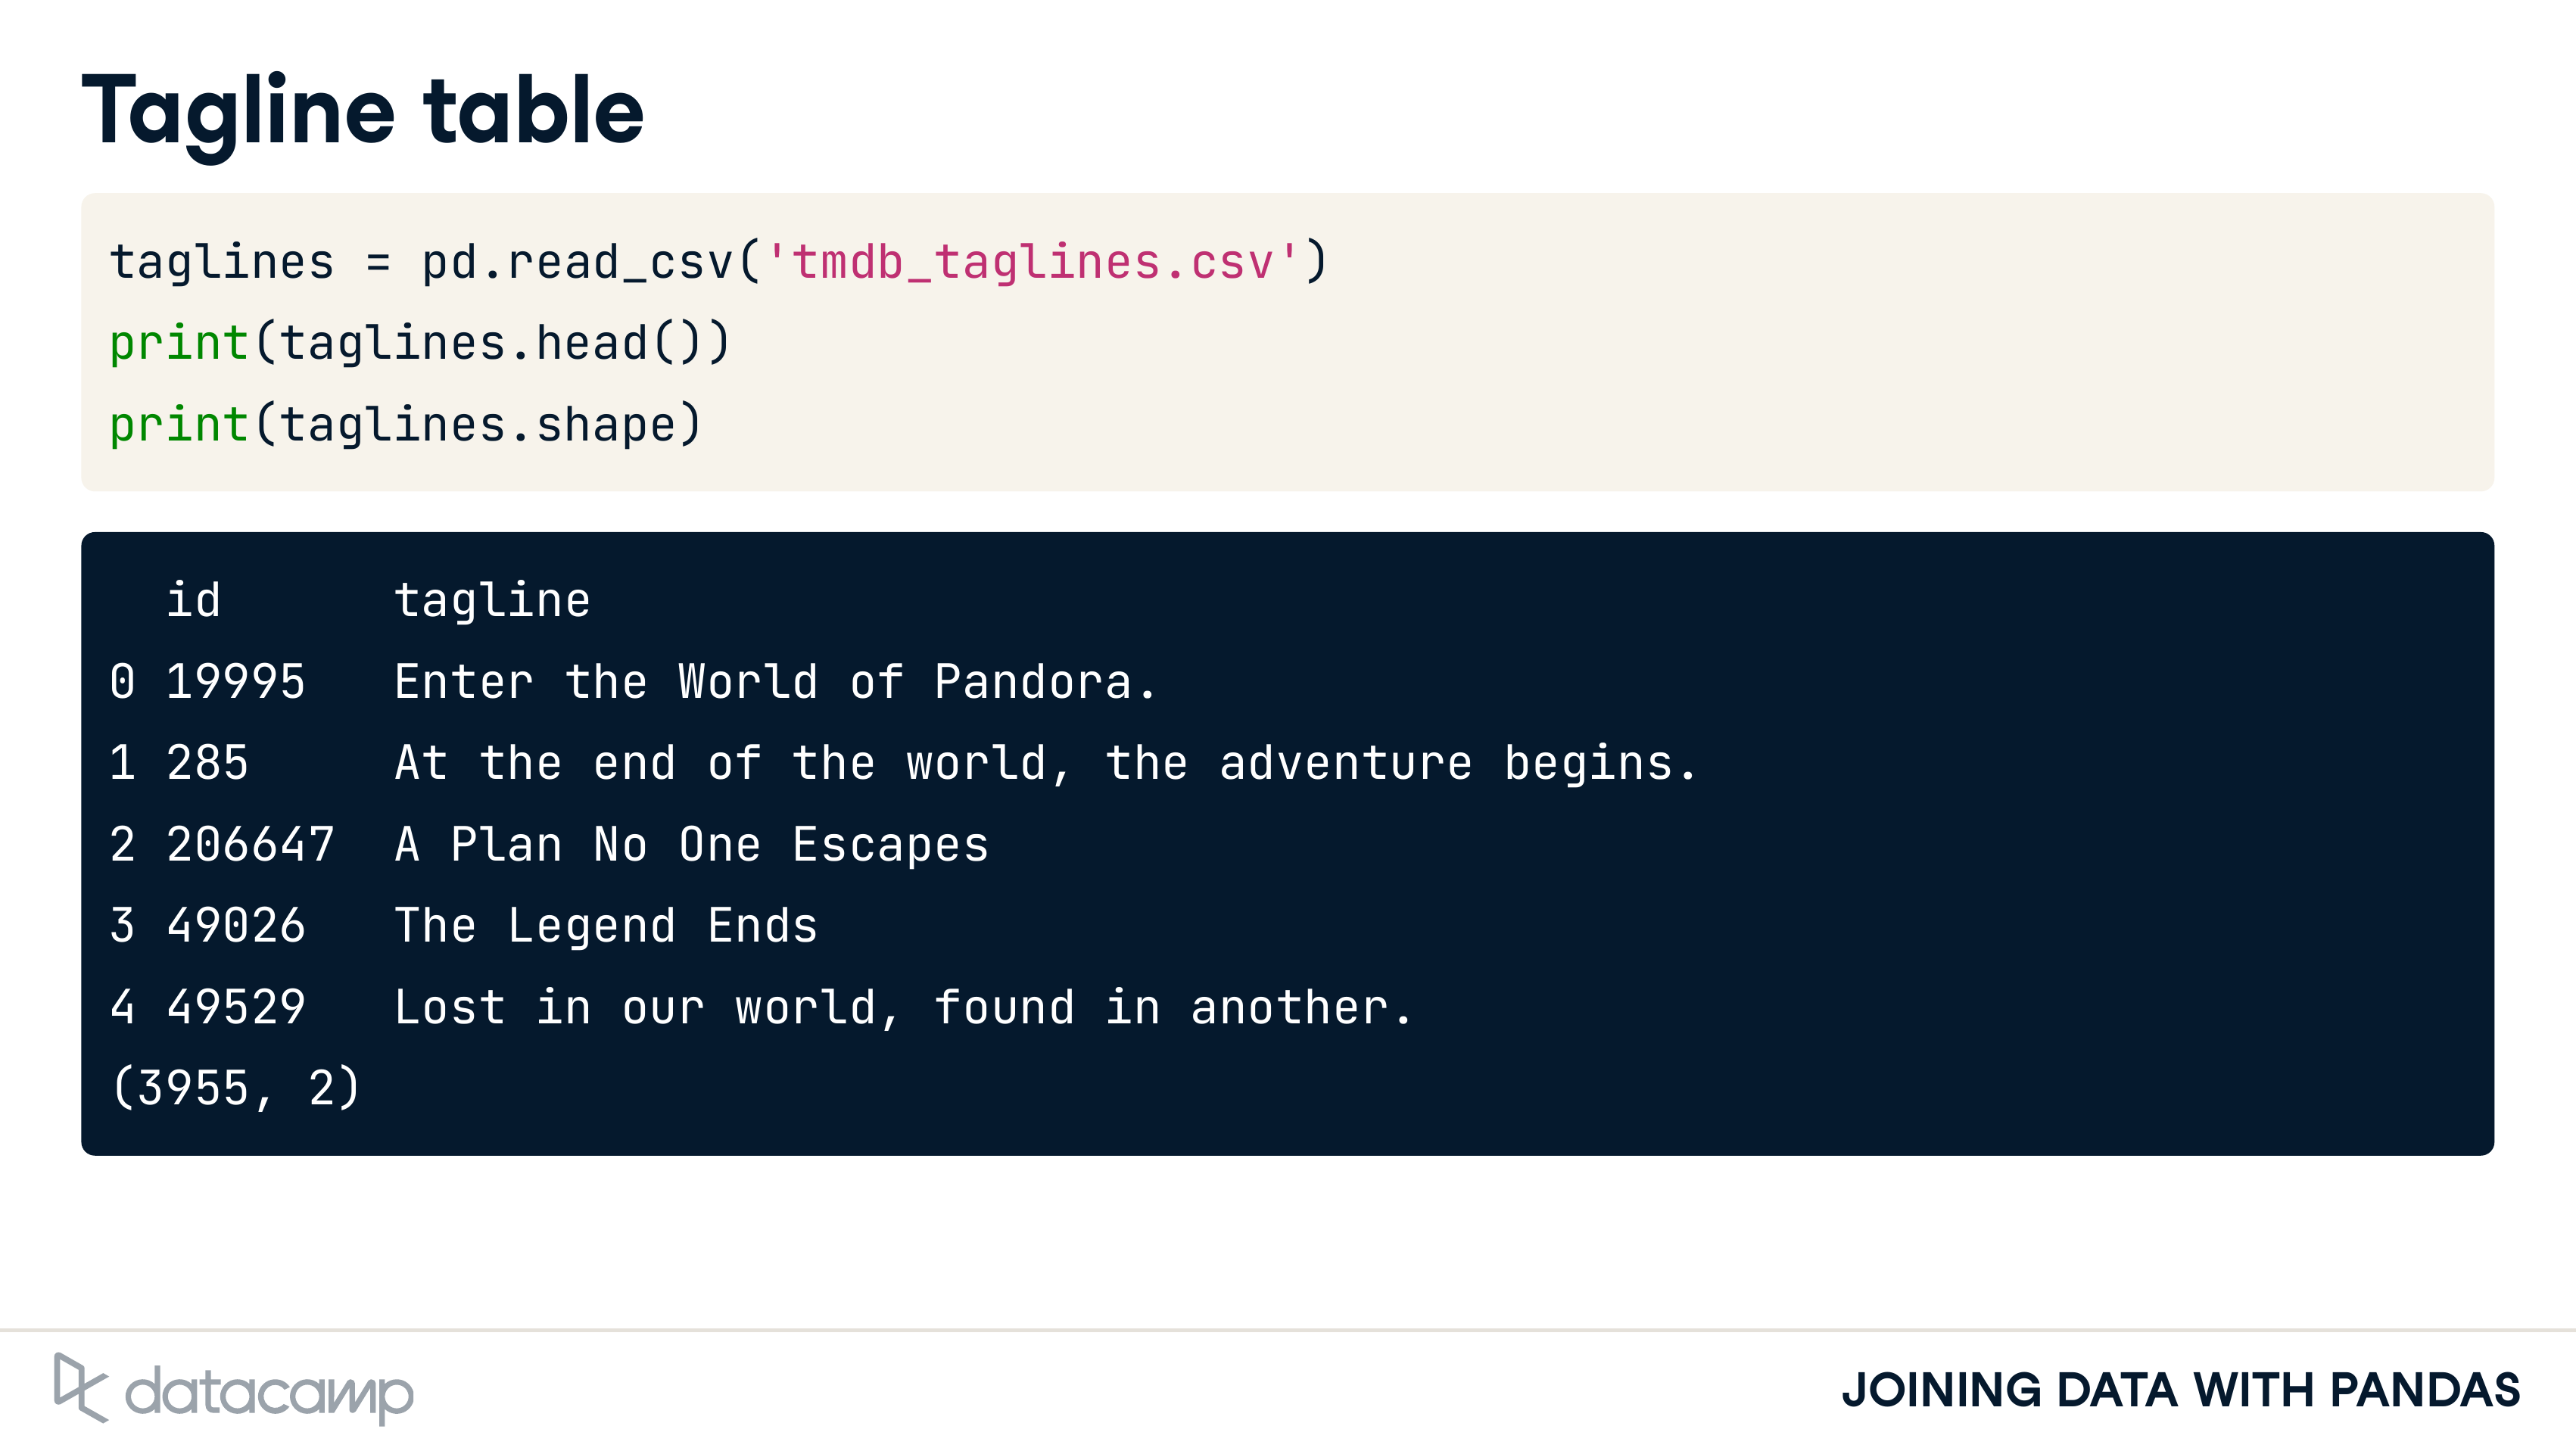 Tagline table
taglines = pd.read_csv('tmdb_taglines.csv')
print(taglines.head())
print(taglines.shape)
  id      tagline
0 19995   Enter the World of Pandora.
1 285     At the end of the world, the adventure begins.
2 206647  A Plan No One Escapes
3 49026   The Legend Ends
4 49529   Lost in our world, found in another.
(3955, 2)
datacamp
JOINING DATA WITH PANDAS